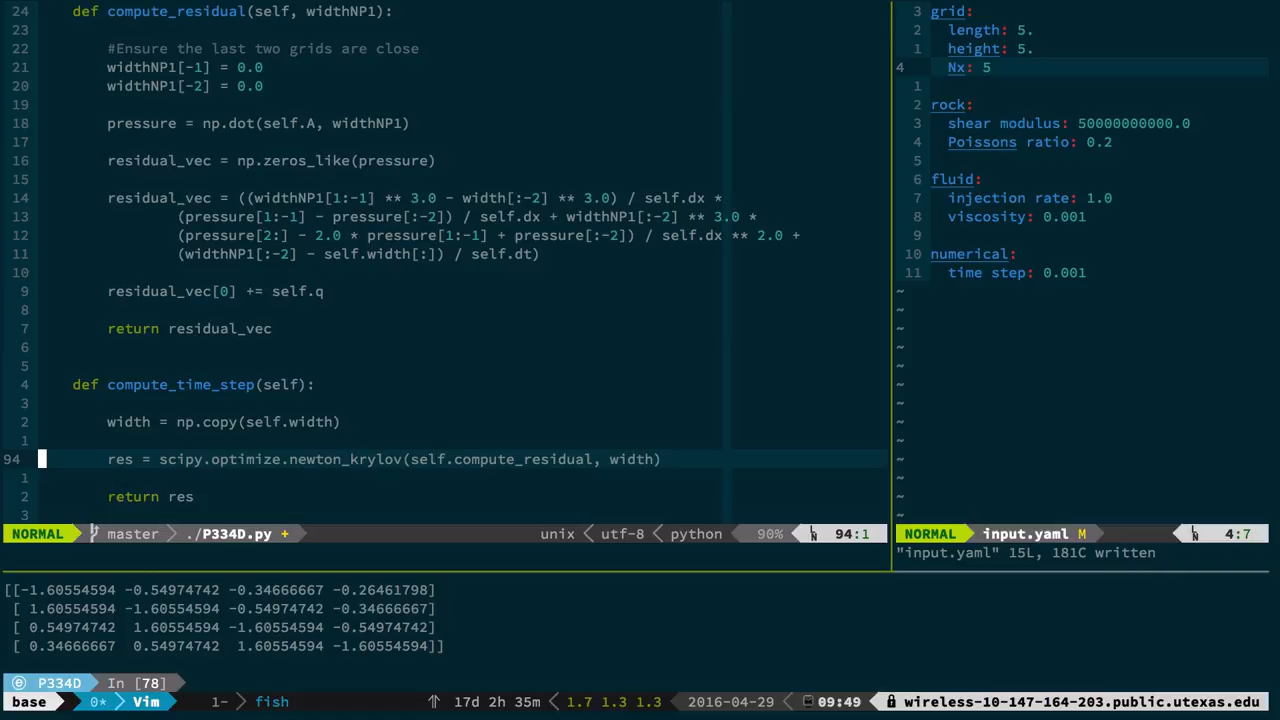 24     def compute_residual(self, widthNP1):
23
22         #Ensure the last two grids are close
21         widthNP1[-1] = 0.0
20         widthNP1[-2] = 0.0
19
18         pressure = np.dot(self.A, widthNP1)
17
16         residual_vec = np.zeros_like(pressure)
15
14         residual_vec = ((widthNP1[1:-1] ** 3.0 - width[:-2] ** 3.0) / self.dx *
13                 (pressure[1:-1] - pressure[:-2]) / self.dx + widthNP1[:-2] ** 3.0 *
12                 (pressure[2:] - 2.0 * pressure[1:-1] + pressure[:-2]) / self.dx ** 2.0 +
11                 (widthNP1[:-2] - self.width[:]) / self.dt)
10
9         residual_vec[0] += self.q
8
7         return residual_vec
6
5
4     def compute_time_step(self):
3
2         width = np.copy(self.width)
1
94         res = scipy.optimize.newton_krylov(self.compute_residual, width)
1
2         return res
3
NORMAL master ./P334D.py + unix utf-8 python 90% 94:1
3 grid:
2   length: 5.
1   height: 5.
4   Nx: 5
1
2 rock:
3   shear modulus: 50000000000.0
4   Poissons ratio: 0.2
5
6 fluid:
7   injection rate: 1.0
8   viscosity: 0.001
9
10 numerical:
11   time step: 0.001
~
~
~
~
~
~
~
~
~
~
~
~
~
NORMAL input.yaml M 4:7
"input.yaml" 15L, 181C written
[[-1.60554594 -0.54974742 -0.34666667 -0.26461798]
 [ 1.60554594 -1.60554594 -0.54974742 -0.34666667]
 [ 0.54974742  1.60554594 -1.60554594 -0.54974742]
 [ 0.34666667  0.54974742  1.60554594 -1.60554594]]
ⓔ P334D In [78]
base 0* Vim 1- fish ⇈ 17d 2h 35m 1.7 1.3 1.3 2016-04-29 09:49 wireless-10-147-164-203.public.utexas.edu